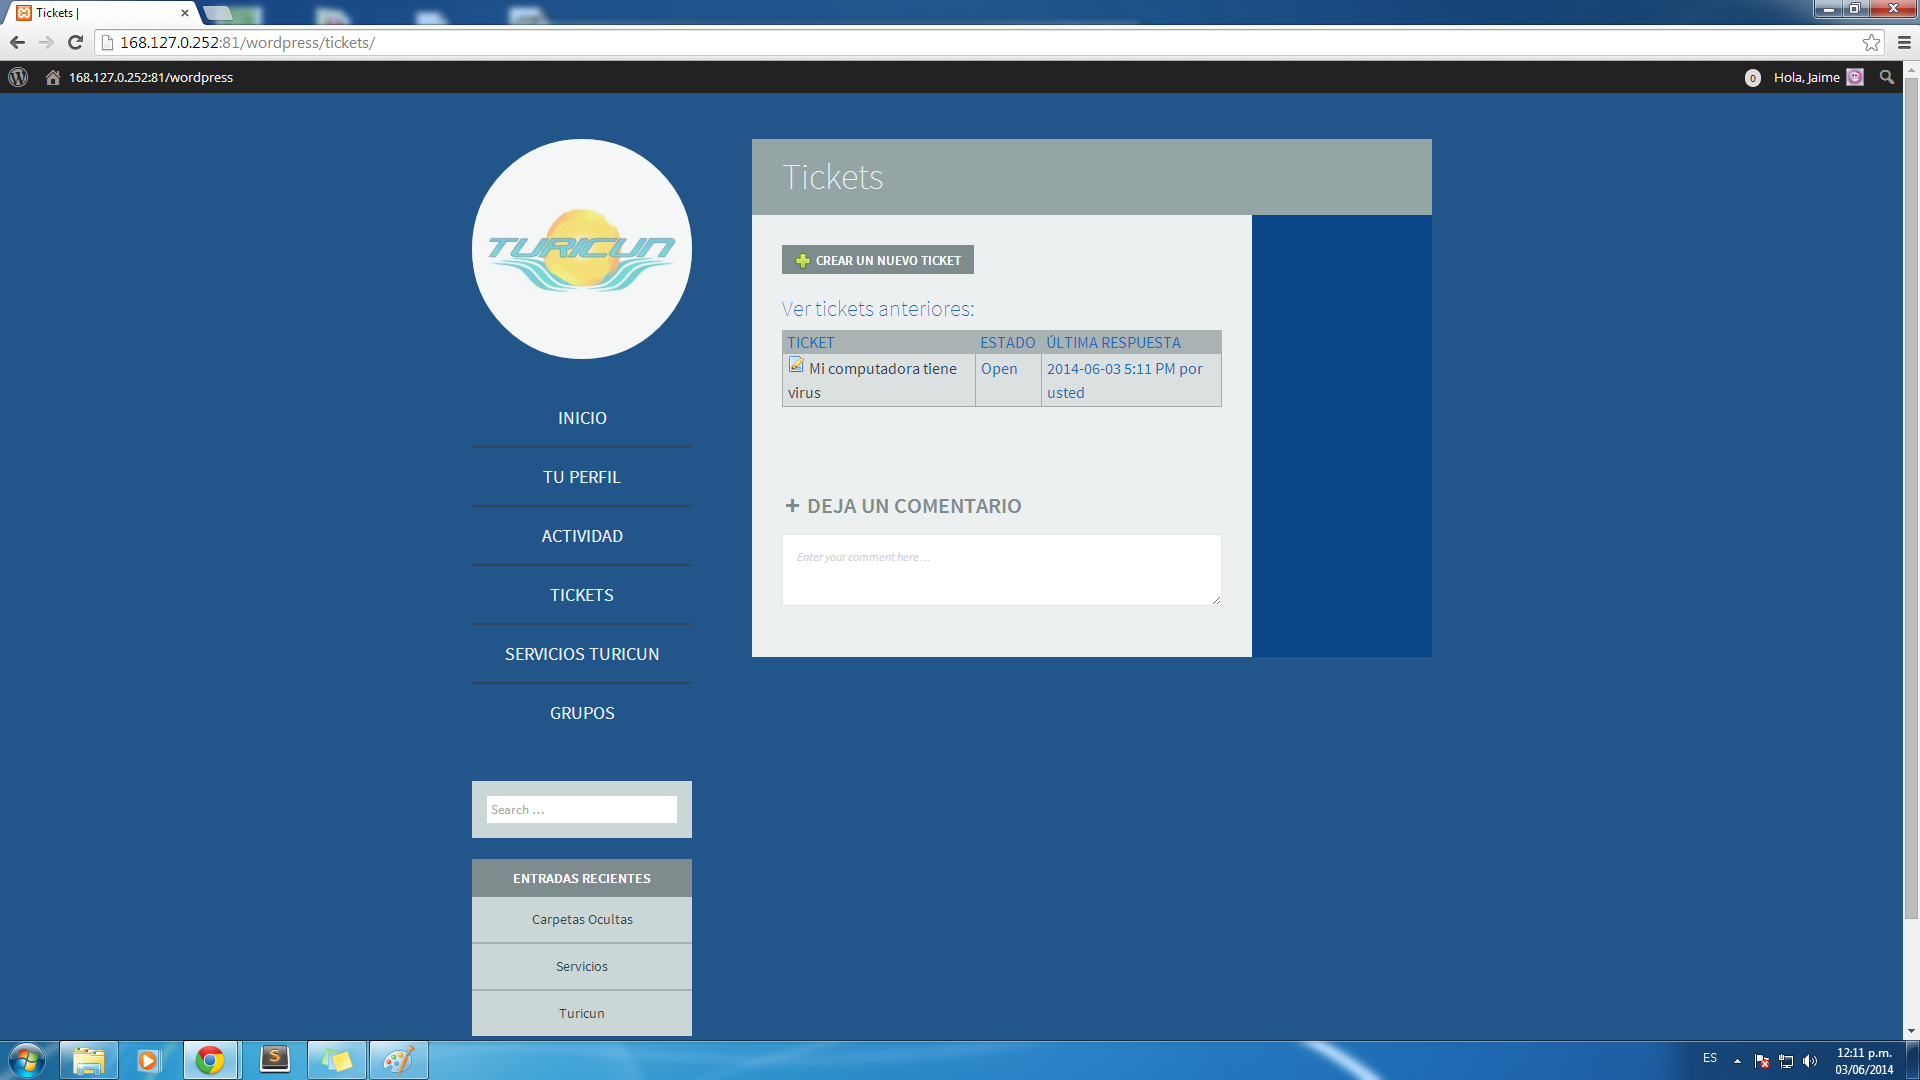 Tickets |
168.127.0.252:81/wordpress/tickets/
168.127.0.252:81/wordpress
0
Hola, Jaime
TURICUN
INICIO
TU PERFIL
ACTIVIDAD
TICKETS
SERVICIOS TURICUN
GRUPOS
Search ...
ENTRADAS RECIENTES
Carpetas Ocultas
Servicios
Turicun
Tickets
CREAR UN NUEVO TICKET
Ver tickets anteriores:
TICKET ESTADO ÚLTIMA RESPUESTA
Mi computadora tiene Open 2014-06-03 5:11 PM por
virus usted
+ DEJA UN COMENTARIO
Enter your comment here...
ES
12:11 p.m.
03/06/2014